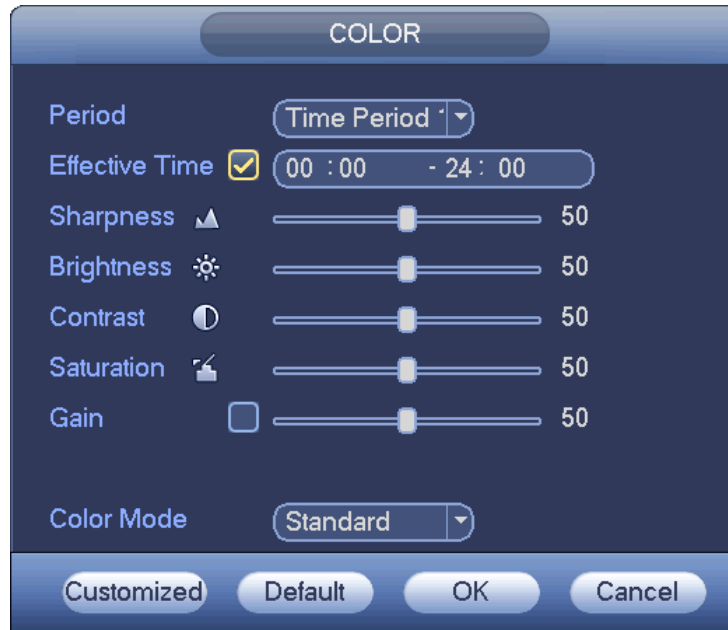 COLOR
Period Time Period
Effective Time 00 : 00 - 24 : 00
Sharpness 50
Brightness 50
Contrast 50
Saturation 50
Gain 50
Color Mode Standard
Customized Default OK Cancel